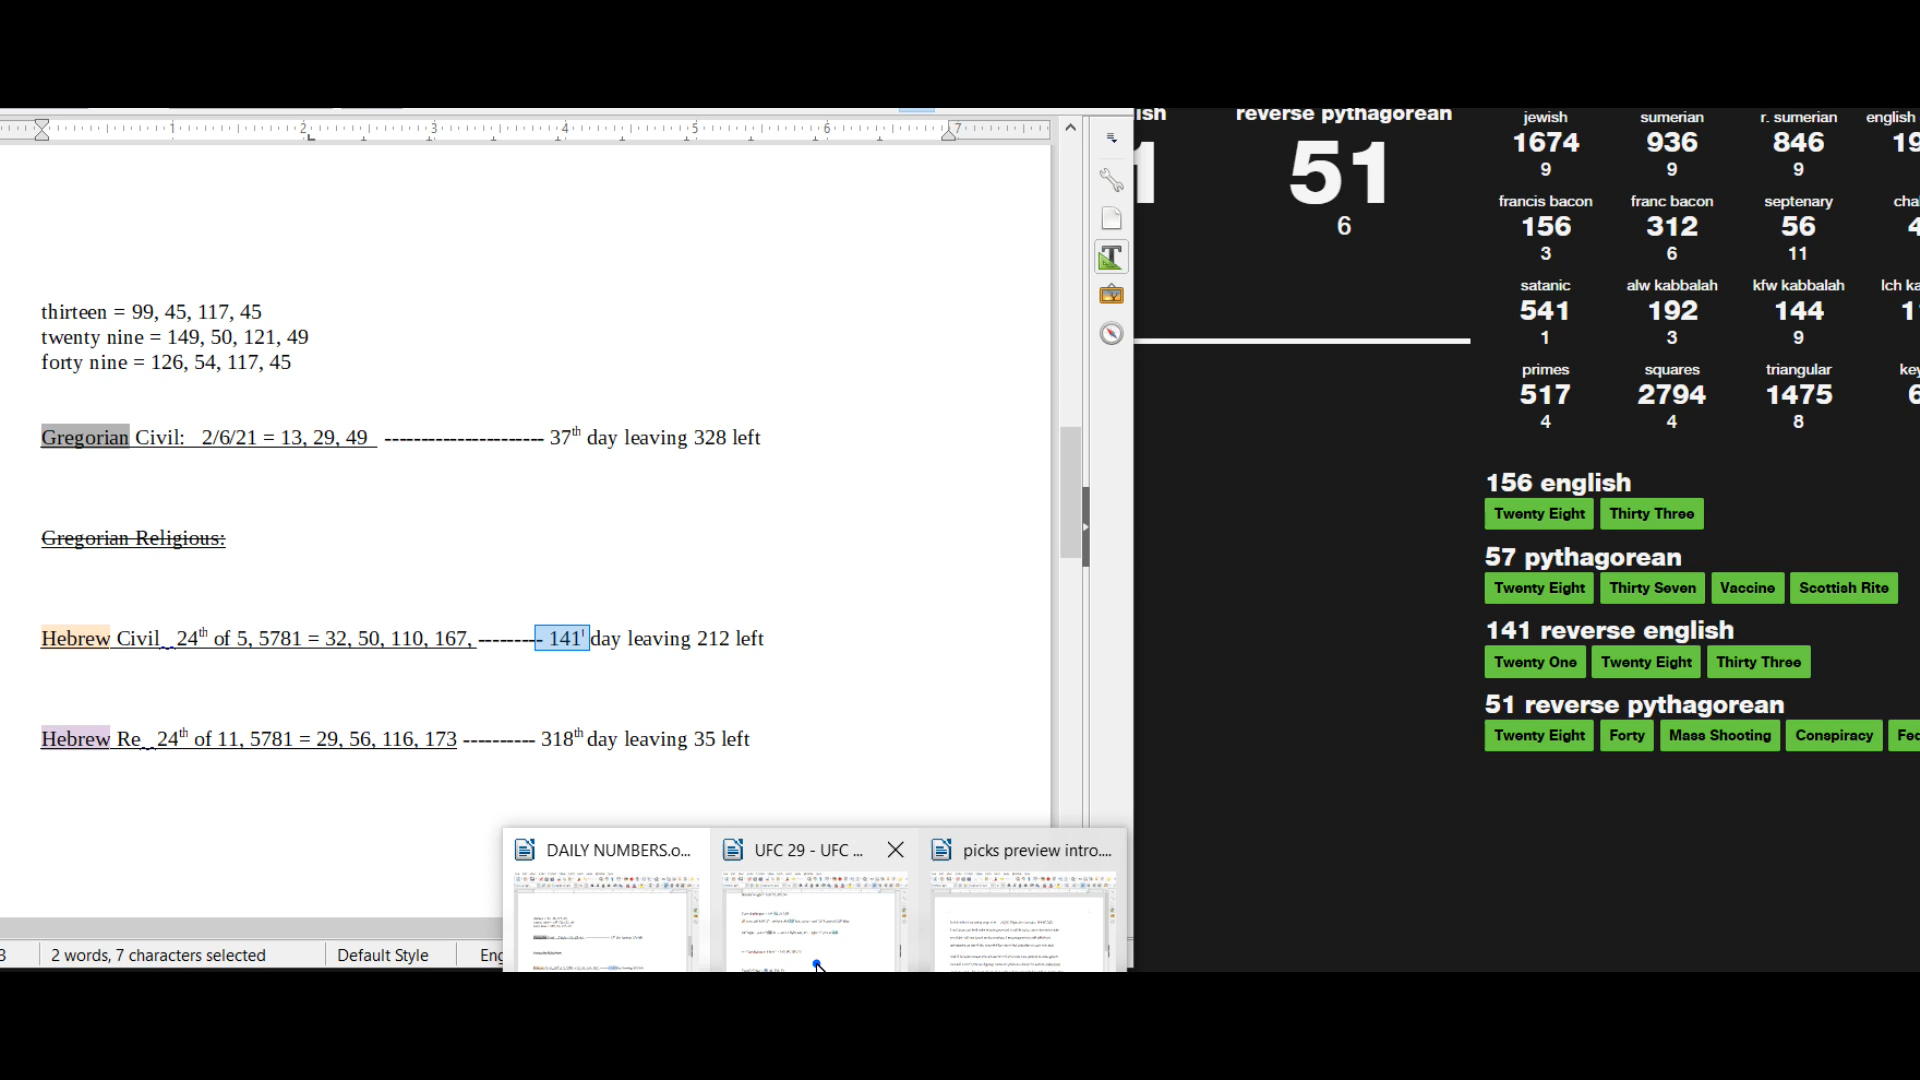 thirteen = 99, 45, 117, 45
twenty nine = 149, 50, 121, 49
forty nine = 126, 54, 117, 45
Gregorian Civil: 2/6/21 = 13, 29, 49 ---------------------- 37th day leaving 328 left
Gregorian Religious:
Hebrew Civil 24th of 5, 5781 = 32, 50, 110, 167, --------- 141 day leaving 212 left
Hebrew Re 24th of 11, 5781 = 29, 56, 116, 173 ---------- 318th day leaving 35 left
DAILY NUMBERS.o...
UFC 29 - UFC ...
picks preview intro....
2 words, 7 characters selected
Default Style
2 3 4 5 6 7
reverse pythagorean
51
6
jewish sumerian r. sumerian english
1674 936 846
9 9 9
francis bacon franc bacon septenary
156 312 56
3 6 11
satanic alw kabbalah kfw kabbalah
541 192 144
1 3 9
primes squares triangular
517 2794 1475
4 4 8
156 english
Twenty Eight Thirty Three
57 pythagorean
Twenty Eight Thirty Seven Vaccine Scottish Rite
141 reverse english
Twenty One Twenty Eight Thirty Three
51 reverse pythagorean
Twenty Eight Forty Mass Shooting Conspiracy